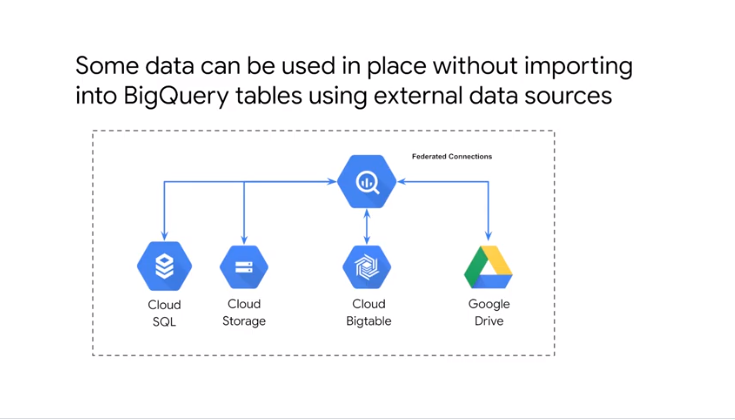 Some data can be used in place without importing
into BigQuery tables using external data sources
Federated Connections
Cloud
SQL
Cloud
Storage
Cloud
Bigtable
Google
Drive